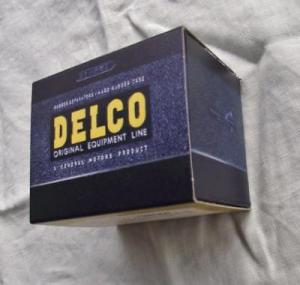 RUBBER SEPARATORS • HARD RUBBER CASE
DELCO
ORIGINAL EQUIPMENT LINE
A GENERAL MOTORS PRODUCT